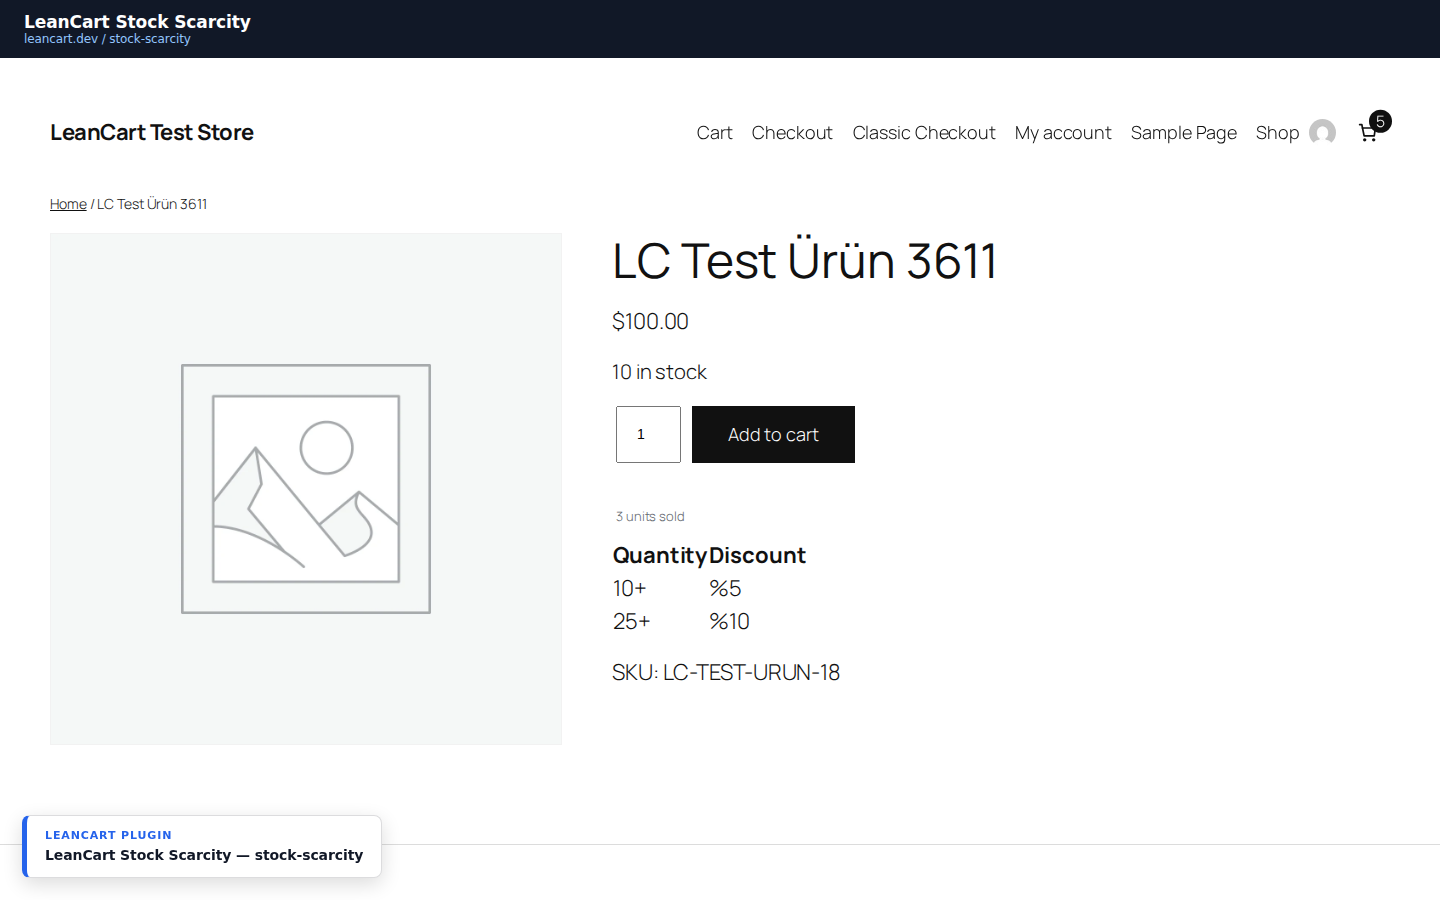 LeanCart Stock Scarcity
leancart.dev / stock-scarcity
LeanCart Test Store
Cart Checkout Classic Checkout My account Sample Page Shop 5
Home / LC Test Ürün 3611
LC Test Ürün 3611
$100.00
10 in stock
1 Add to cart
3 units sold
Quantity Discount
10+ %5
25+ %10
SKU: LC-TEST-URUN-18
LEANCART PLUGIN
LeanCart Stock Scarcity — stock-scarcity